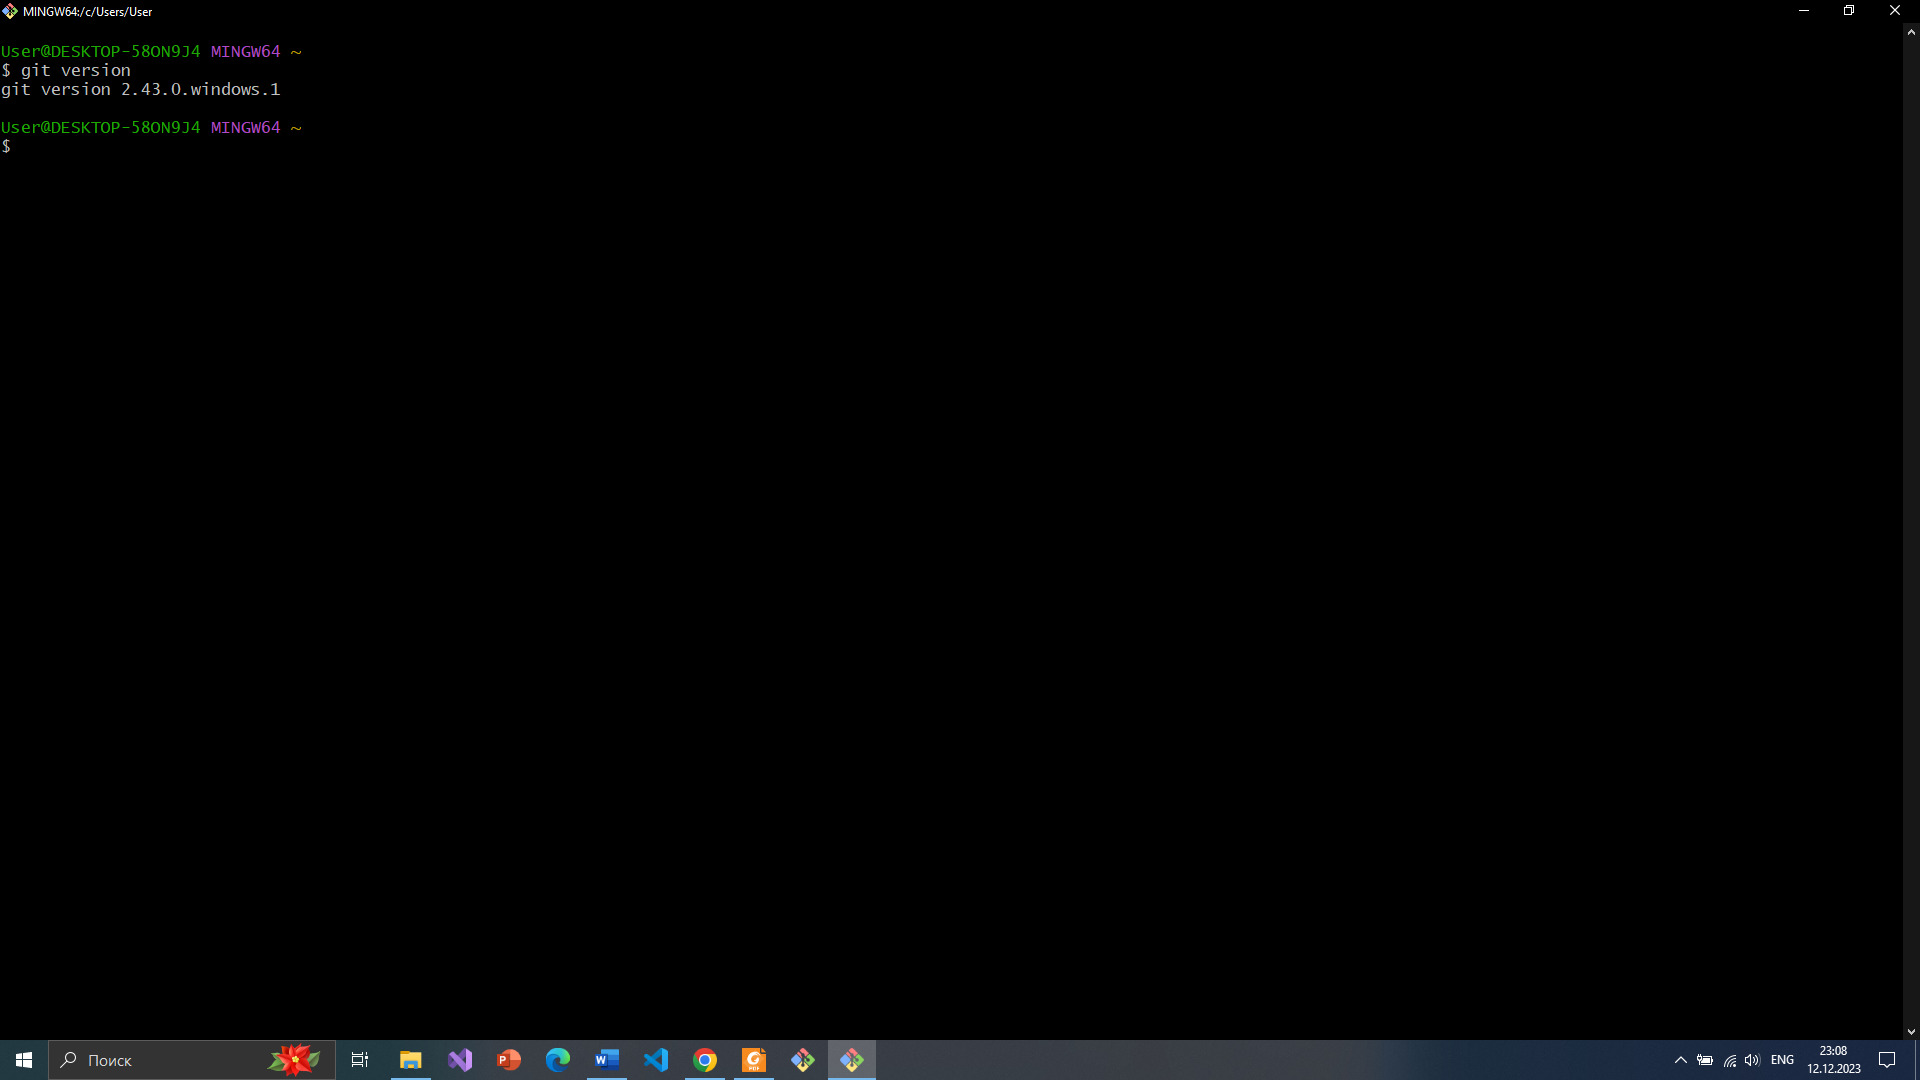 MINGW64:/c/Users/User
User@DESKTOP-58ON9J4 MINGW64 ~
$ git version
git version 2.43.0.windows.1
User@DESKTOP-58ON9J4 MINGW64 ~
$
Поиск
ENG
23:08
12.12.2023